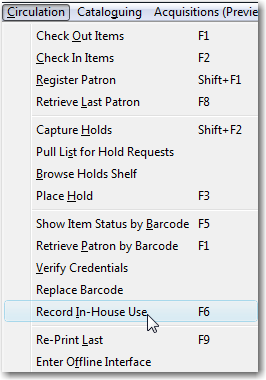 Circulation Cataloguing Acquisitions (Previe
Check Out Items F1
Check In Items F2
Register Patron Shift+F1
Retrieve Last Patron F8
Capture Holds Shift+F2
Pull List for Hold Requests
Browse Holds Shelf
Place Hold F3
Show Item Status by Barcode F5
Retrieve Patron by Barcode F1
Verify Credentials
Replace Barcode
Record In-House Use F6
Re-Print Last F9
Enter Offline Interface